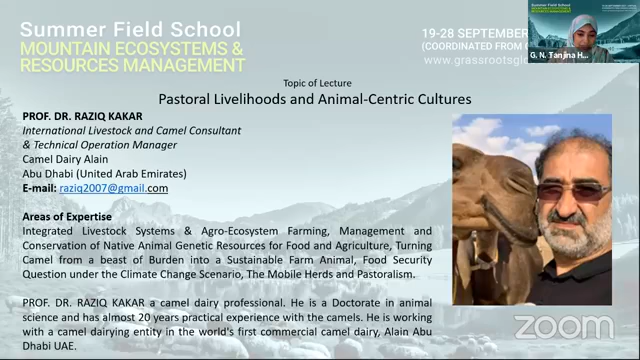 Summer Field School
MOUNTAIN ECOSYSTEMS &
RESOURCES MANAGEMENT
19-28 SEPTEMBER
(COORDINATED FROM
www.grassrootsglo
Summer Field School
G. N. Tanjina H...
Topic of Lecture
Pastoral Livelihoods and Animal-Centric Cultures
PROF. DR. RAZIQ KAKAR
International Livestock and Camel Consultant
& Technical Operation Manager
Camel Dairy Alain
Abu Dhabi (United Arab Emirates)
E-mail: raziq2007@gmail.com
Areas of Expertise
Integrated Livestock Systems & Agro-Ecosystem Farming, Management and
Conservation of Native Animal Genetic Resources for Food and Agriculture, Turning
Camel from a beast of Burden into a Sustainable Farm Animal, Food Security
Question under the Climate Change Scenario, The Mobile Herds and Pastoralism.
PROF. DR. RAZIQ KAKAR a camel dairy professional. He is a Doctorate in animal
science and has almost 20 years practical experience with the camels. He is working
with a camel dairying entity in the world's first commercial camel dairy, Alain Abu
Dhabi UAE.
zoom